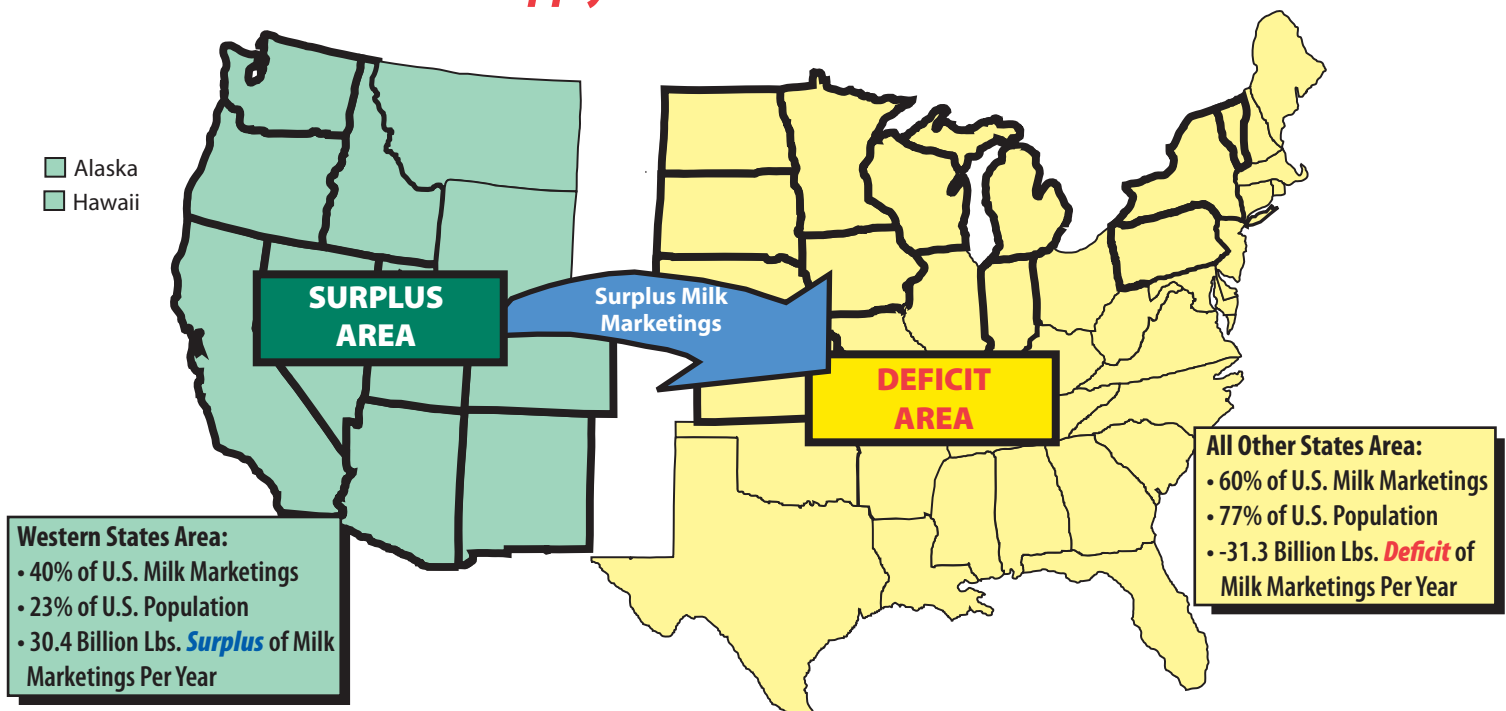 Alaska
Hawaii
SURPLUS
AREA
Surplus Milk
Marketings
DEFICIT
AREA
Western States Area:
• 40% of U.S. Milk Marketings
• 23% of U.S. Population
• 30.4 Billion Lbs. Surplus of Milk
Marketings Per Year
All Other States Area:
• 60% of U.S. Milk Marketings
• 77% of U.S. Population
• -31.3 Billion Lbs. Deficit of
Milk Marketings Per Year